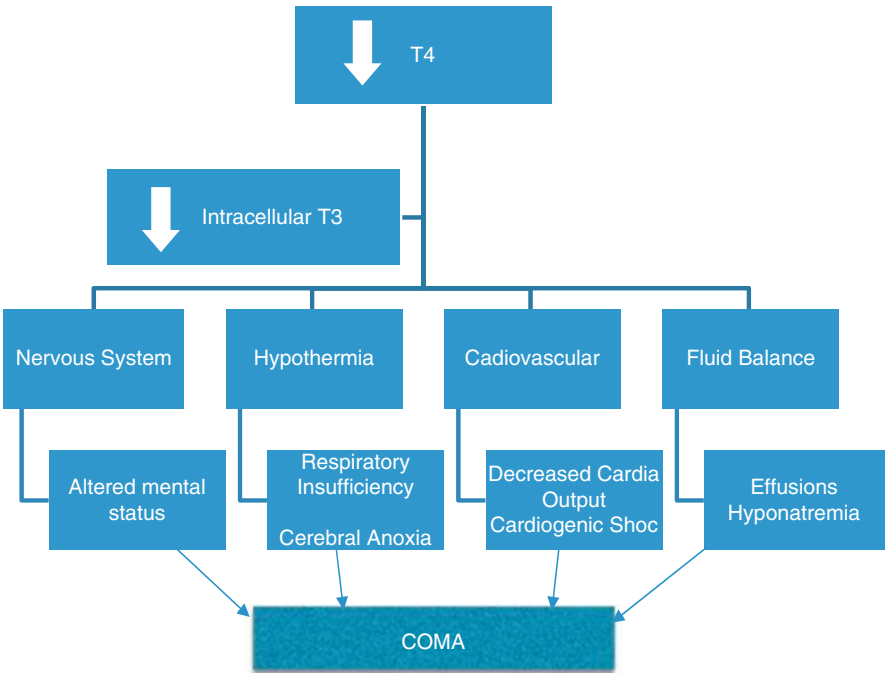 T4
Intracellular T3
Nervous System
Hypothermia
Cadiovascular
Fluid Balance
Altered mental
status
Respiratory
Insufficiency
Cerebral Anoxia
Decreased Cardia
Output
Cardiogenic Shoc
Effusions
Hyponatremia
COMA